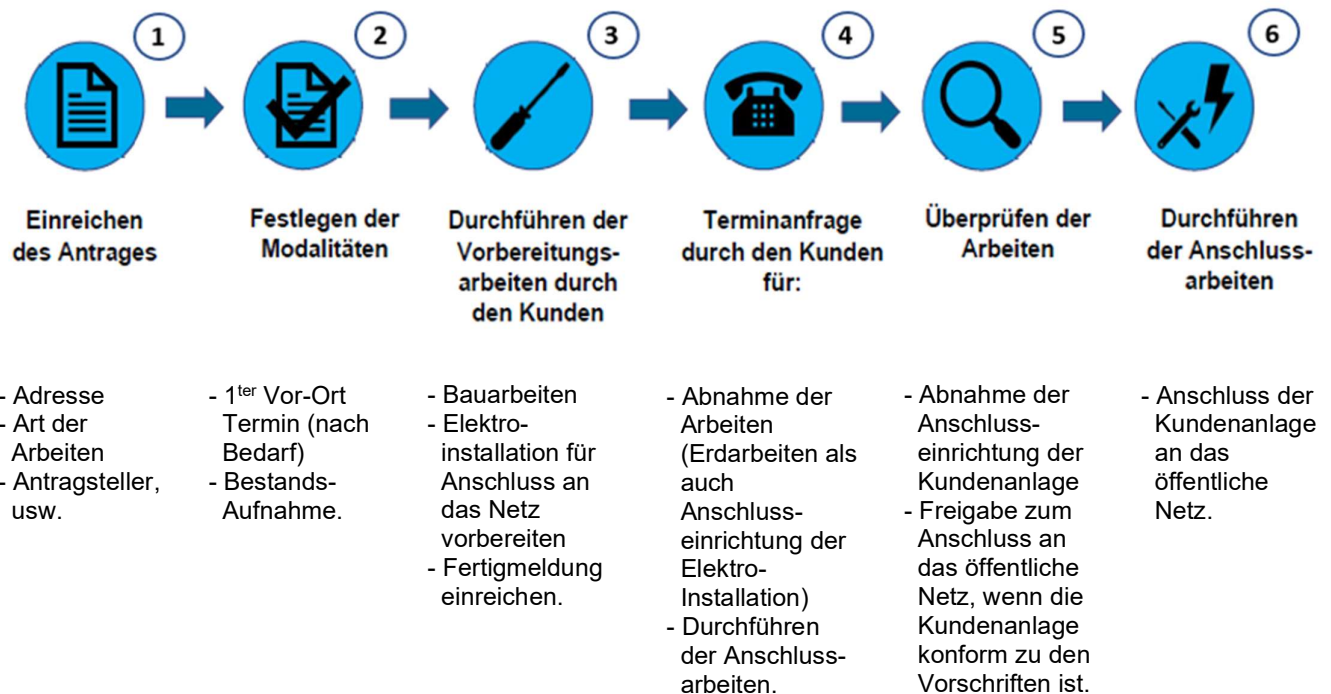 1
2
3
4
5
6
Einreichen
des Antrages
Festlegen der
Modalitäten
Durchführen der
Vorbereitungs-
arbeiten durch
den Kunden
Terminanfrage
durch den Kunden
für:
Überprüfen der
Arbeiten
Durchführen
der Anschluss-
arbeiten
- Adresse
- Art der
Arbeiten
- Antragsteller,
usw.
- 1ter Vor-Ort
Termin (nach
Bedarf)
- Bestands-
Aufnahme.
- Bauarbeiten
- Elektro-
installation für
Anschluss an
das Netz
vorbereiten
- Fertigmeldung
einreichen.
- Abnahme der
Arbeiten
(Erdarbeiten als
auch
Anschluss-
einrichtung der
Elektro-
Installation)
- Durchführen
der Anschluss-
arbeiten.
- Abnahme der
Anschluss-
einrichtung der
Kundenanlage
- Freigabe zum
Anschluss an
das öffentliche
Netz, wenn die
Kundenanlage
konform zu den
Vorschriften ist.
- Anschluss der
Kundenanlage
an das
öffentliche
Netz.